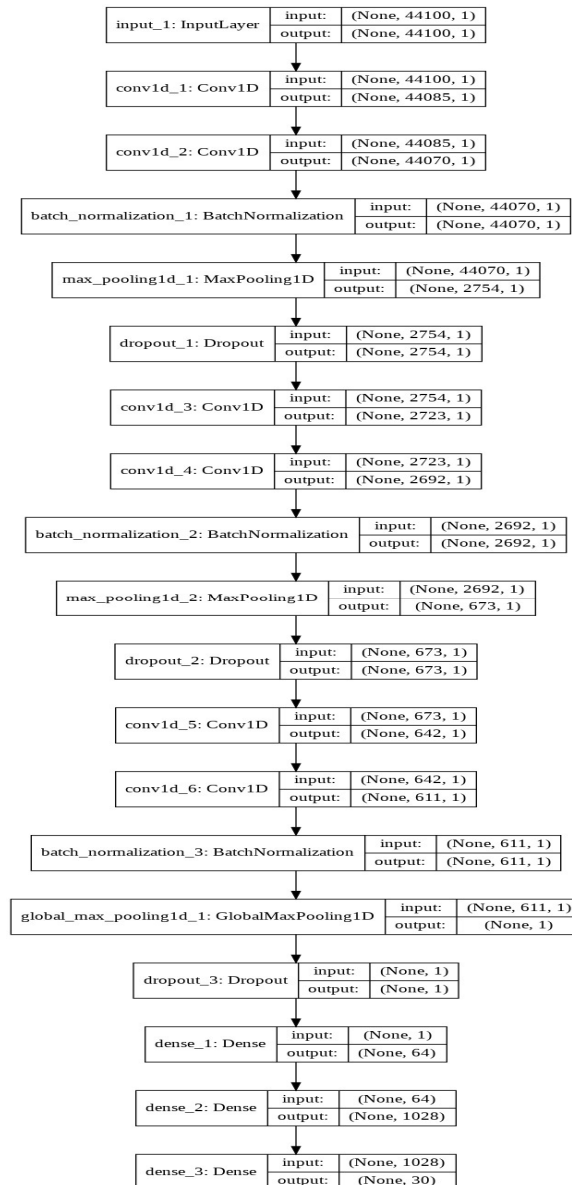 input_1: InputLayer
input: (None, 44100, 1)
output: (None, 44100, 1)
conv1d_1: Conv1D
input: (None, 44100, 1)
output: (None, 44085, 1)
conv1d_2: Conv1D
input: (None, 44085, 1)
output: (None, 44070, 1)
batch_normalization_1: BatchNormalization
input: (None, 44070, 1)
output: (None, 44070, 1)
max_pooling1d_1: MaxPooling1D
input: (None, 44070, 1)
output: (None, 2754, 1)
dropout_1: Dropout
input: (None, 2754, 1)
output: (None, 2754, 1)
conv1d_3: Conv1D
input: (None, 2754, 1)
output: (None, 2723, 1)
conv1d_4: Conv1D
input: (None, 2723, 1)
output: (None, 2692, 1)
batch_normalization_2: BatchNormalization
input: (None, 2692, 1)
output: (None, 2692, 1)
max_pooling1d_2: MaxPooling1D
input: (None, 2692, 1)
output: (None, 673, 1)
dropout_2: Dropout
input: (None, 673, 1)
output: (None, 673, 1)
conv1d_5: Conv1D
input: (None, 673, 1)
output: (None, 642, 1)
conv1d_6: Conv1D
input: (None, 642, 1)
output: (None, 611, 1)
batch_normalization_3: BatchNormalization
input: (None, 611, 1)
output: (None, 611, 1)
global_max_pooling1d_1: GlobalMaxPooling1D
input: (None, 611, 1)
output: (None, 1)
dropout_3: Dropout
input: (None, 1)
output: (None, 1)
dense_1: Dense
input: (None, 1)
output: (None, 64)
dense_2: Dense
input: (None, 64)
output: (None, 1028)
dense_3: Dense
input: (None, 1028)
output: (None, 30)